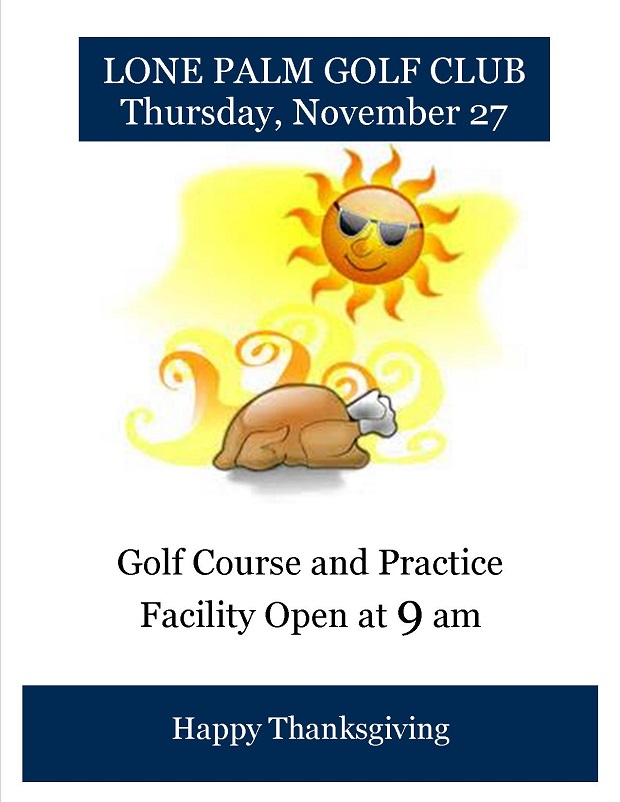 LONE PALM GOLF CLUB
Thursday, November 27
Golf Course and Practice
Facility Open at 9 am
Happy Thanksgiving